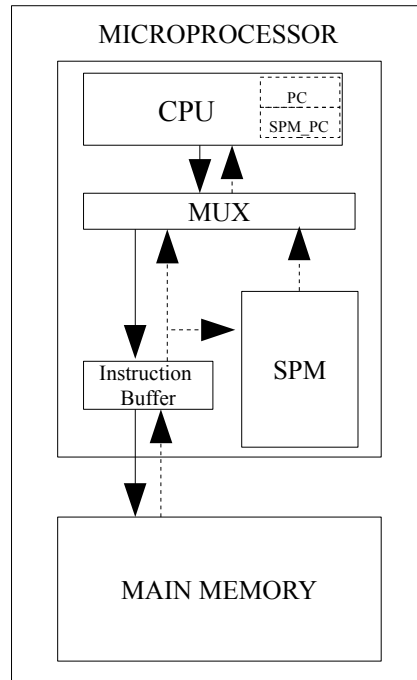 MICROPROCESSOR
CPU
PC
SPM_PC
MUX
Instruction
Buffer
SPM
MAIN MEMORY